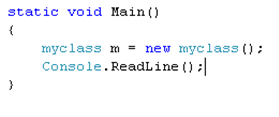 static void Main()
{
myclass m = new myclass();
Console.ReadLine();
}